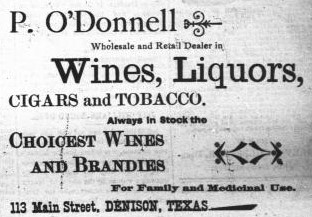 P. O'Donnell
Wholesale and Retail Dealer in
Wines, Liquors,
CIGARS and TOBACCO.
Always in Stock the
CHOICEST WINES
AND BRANDIES
For Family and Medicinal Use.
113 Main Street, DENISON, TEXAS